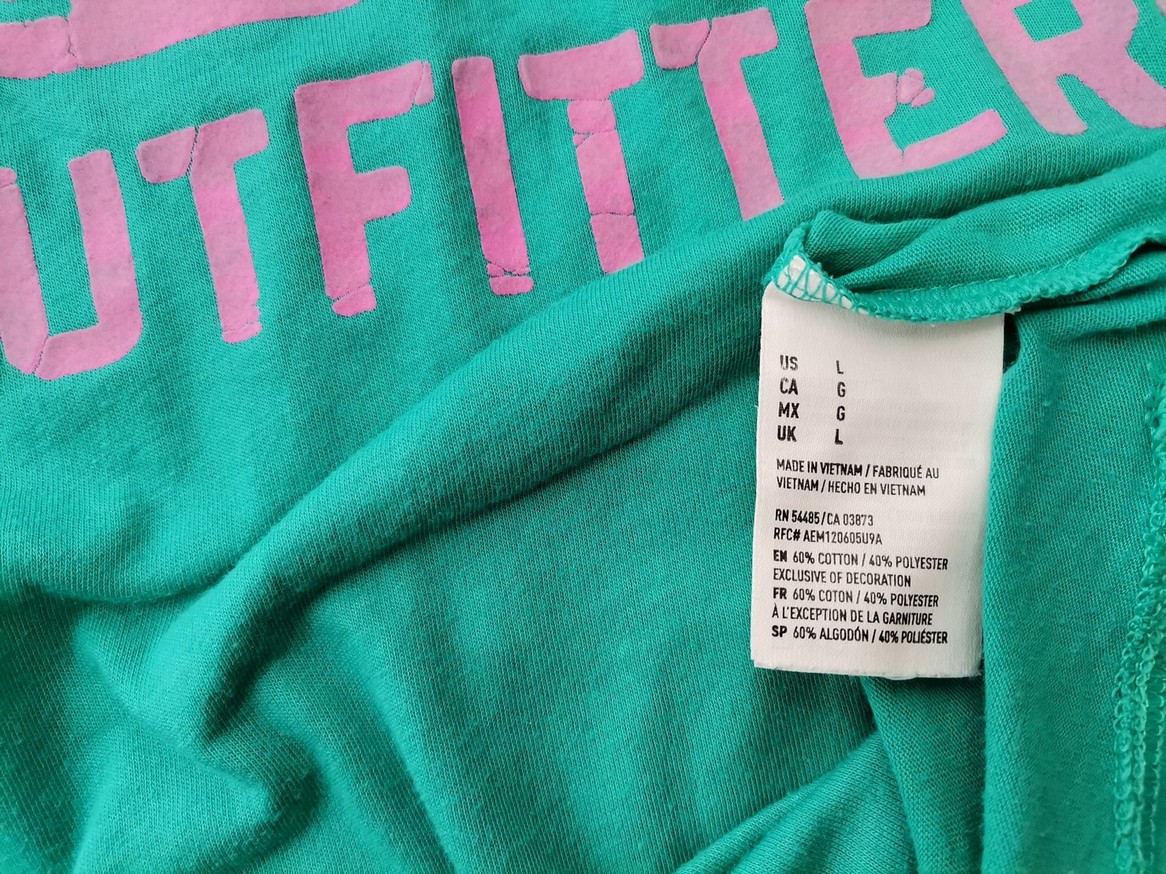 OUTFITTER
US L
CA G
MX G
UK L
MADE IN VIETNAM / FABRIQUÉ AU
VIETNAM / HECHO EN VIETNAM
RN 54485/CA 03873
RFC# AEM120605U9A
EN 60% COTTON / 40% POLYESTER
EXCLUSIVE OF DECORATION
FR 60% COTON / 40% POLYESTER
À L'EXCEPTION DE LA GARNITURE
SP 60% ALGODÓN / 40% POLIÉSTER